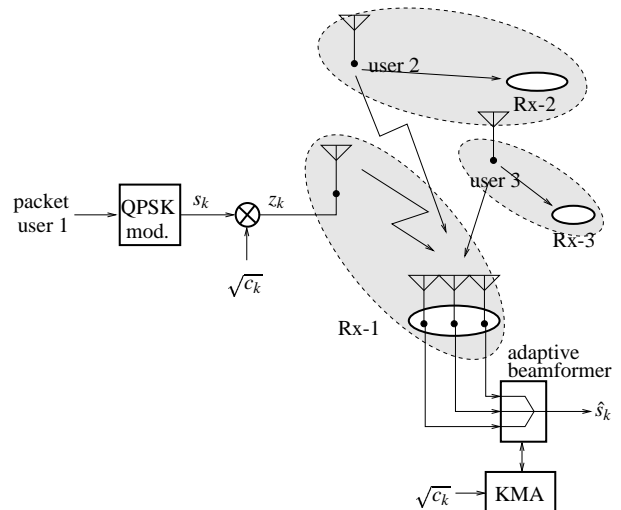 user 2
Rx-2
user 3
Rx-3
packet
user 1
QPSK
mod.
s_k
z_k
√c_k
Rx-1
adaptive
beamformer
ŝ_k
√c_k
KMA